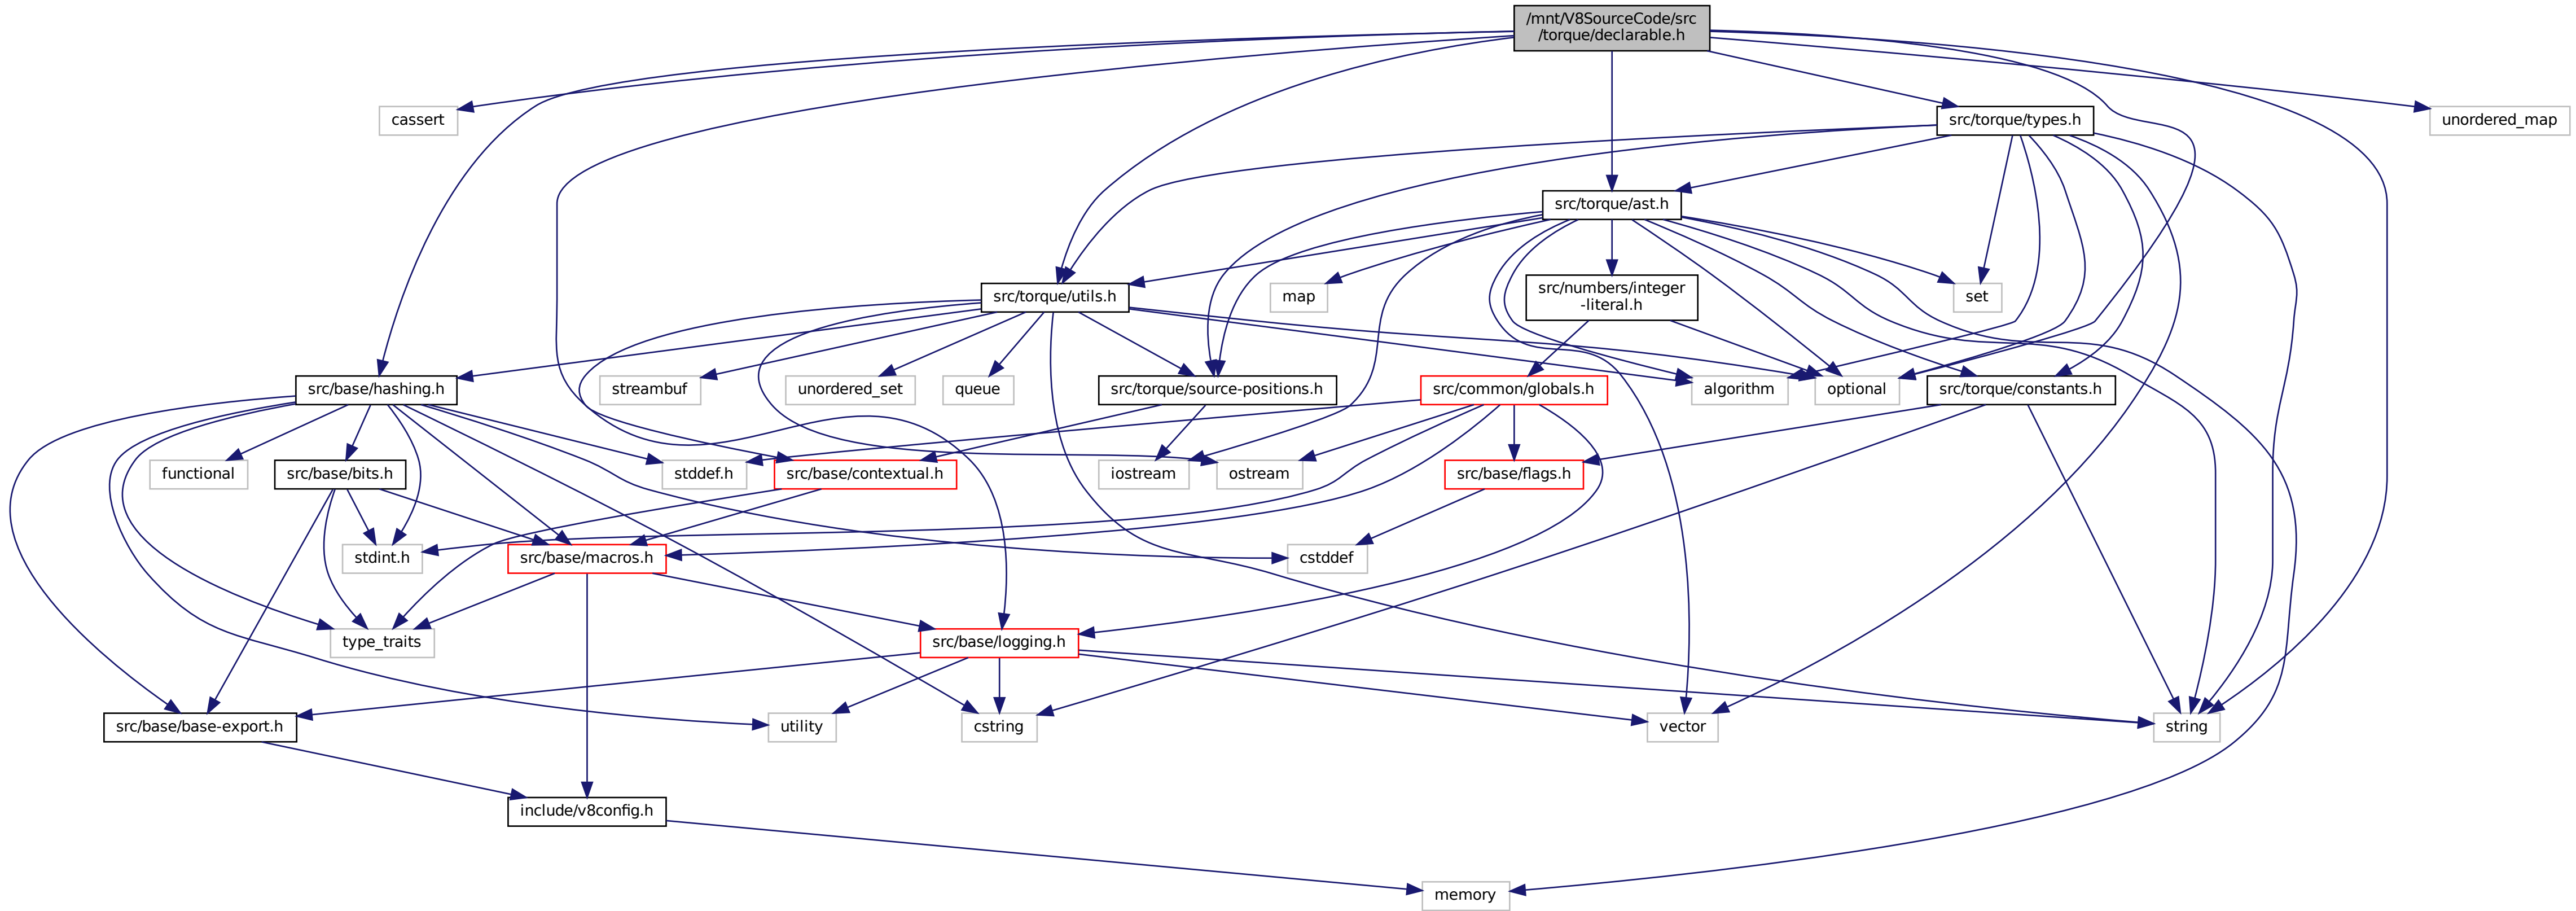 /mnt/V8SourceCode/src
/torque/declarable.h
cassert
src/torque/types.h
unordered_map
src/torque/ast.h
src/torque/utils.h
map
src/numbers/integer
-literal.h
set
src/base/hashing.h
streambuf
unordered_set
queue
src/torque/source-positions.h
src/common/globals.h
algorithm
optional
src/torque/constants.h
functional
src/base/bits.h
stddef.h
src/base/contextual.h
iostream
ostream
src/base/flags.h
stdint.h
src/base/macros.h
cstddef
type_traits
src/base/logging.h
src/base/base-export.h
utility
cstring
vector
string
include/v8config.h
memory